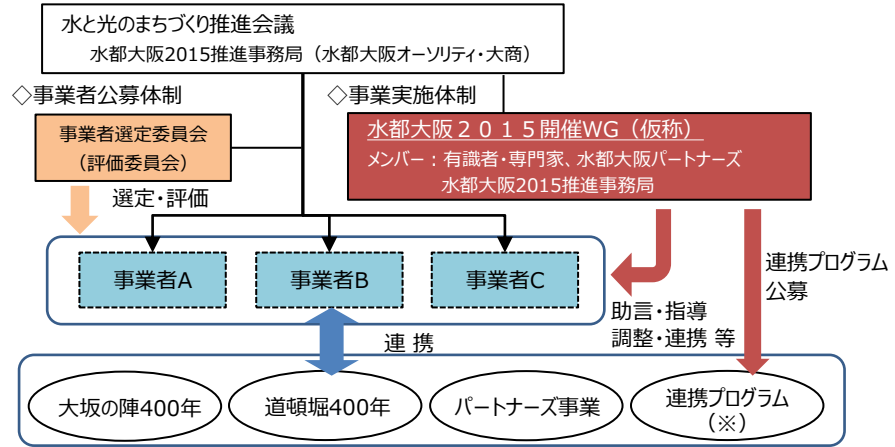 水と光のまちづくり推進会議
水都大阪2015推進事務局（水都大阪オーソリティ・大商）
◇事業者公募体制
◇事業実施体制
事業者選定委員会
（評価委員会）
水都大阪２０１５開催WG（仮称）
メンバー：有識者・専門家、水都大阪パートナーズ
水都大阪2015推進事務局
選定・評価
事業者A
事業者B
事業者C
連携プログラム
公募
助言・指導
調整・連携 等
連 携
大坂の陣400年
道頓堀400年
パートナーズ事業
連携プログラム
（※）